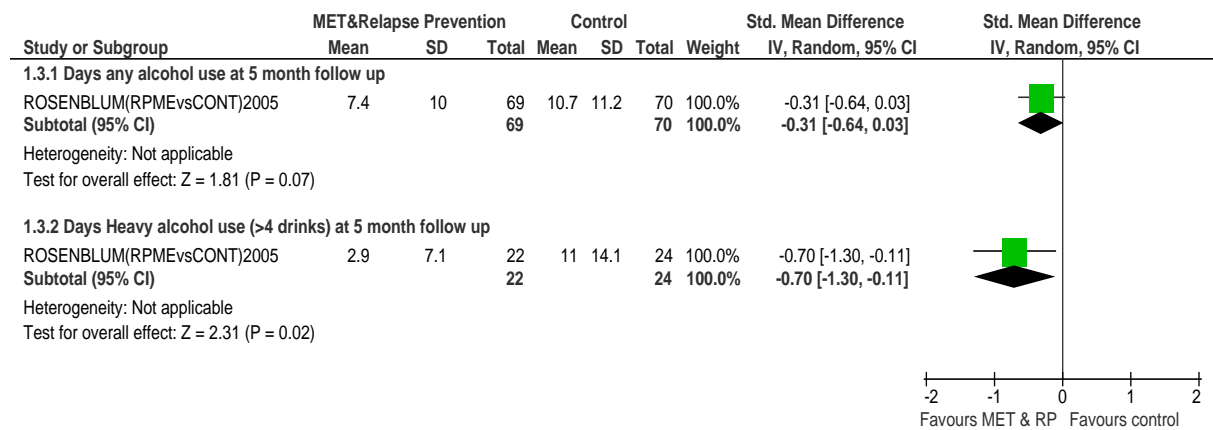 MET&Relapse Prevention Control Std. Mean Difference Std. Mean Difference
Study or Subgroup Mean SD Total Mean SD Total Weight IV, Random, 95% CI IV, Random, 95% CI
1.3.1 Days any alcohol use at 5 month follow up
ROSENBLUM(RPMEvsCONT)2005 7.4 10 69 10.7 11.2 70 100.0% -0.31 [-0.64, 0.03]
Subtotal (95% CI) 69 70 100.0% -0.31 [-0.64, 0.03]
Heterogeneity: Not applicable
Test for overall effect: Z = 1.81 (P = 0.07)
1.3.2 Days Heavy alcohol use (>4 drinks) at 5 month follow up
ROSENBLUM(RPMEvsCONT)2005 2.9 7.1 22 11 14.1 24 100.0% -0.70 [-1.30, -0.11]
Subtotal (95% CI) 22 24 100.0% -0.70 [-1.30, -0.11]
Heterogeneity: Not applicable
Test for overall effect: Z = 2.31 (P = 0.02)
-2 -1 0 1 2
Favours MET & RP Favours control